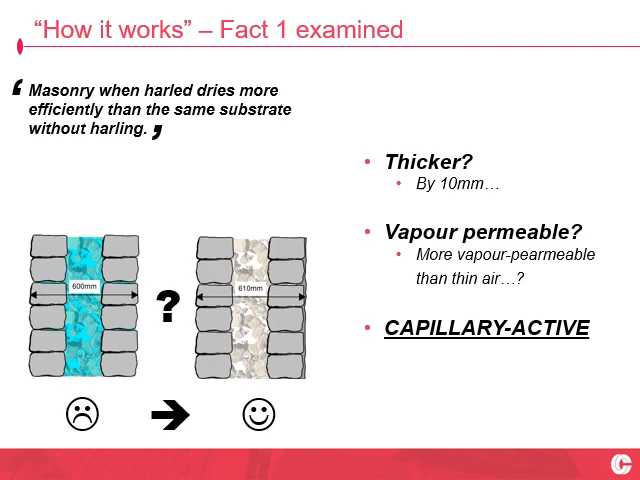 “How it works” – Fact 1 examined
‘ Masonry when harled dries more
efficiently than the same substrate
without harling. ’
• Thicker?
• By 10mm…
• Vapour permeable?
• More vapour-pearmeable
than thin air…?
• CAPILLARY-ACTIVE
600mm
?
610mm